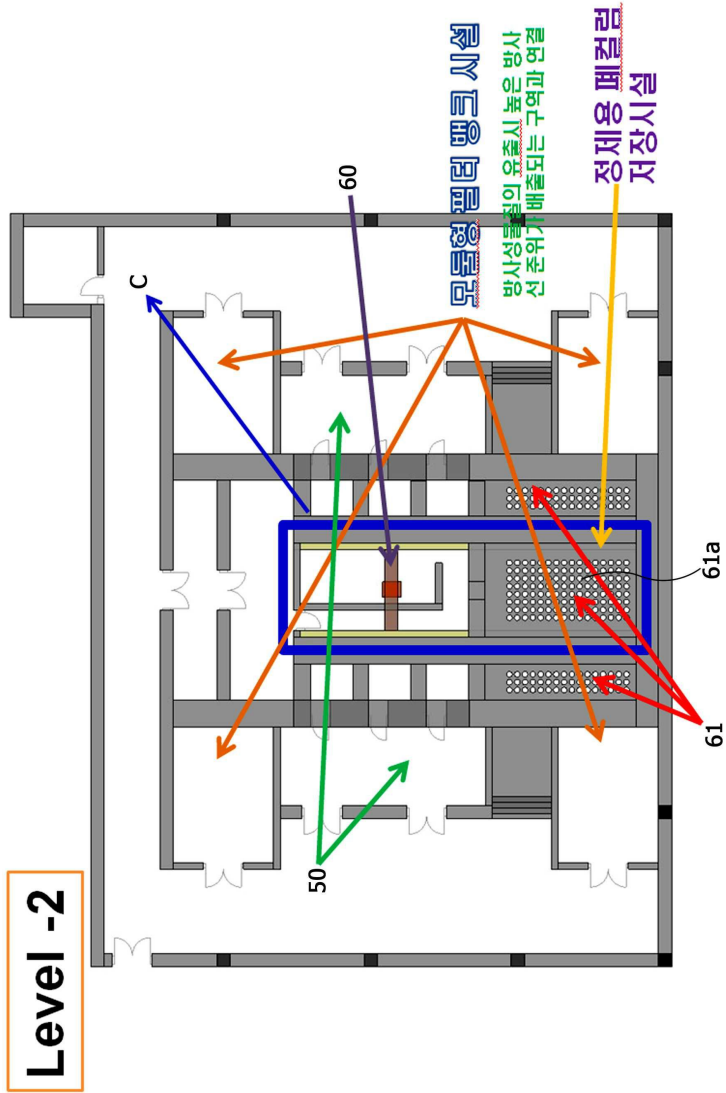 Level -2
모듈형 필터 뱅크 시설
방사성물질의 유출시 높은 방사
선 준위가 배출되는 구역과 연결
정제용 폐컬럼
저장시설
C
60
50
61
61a